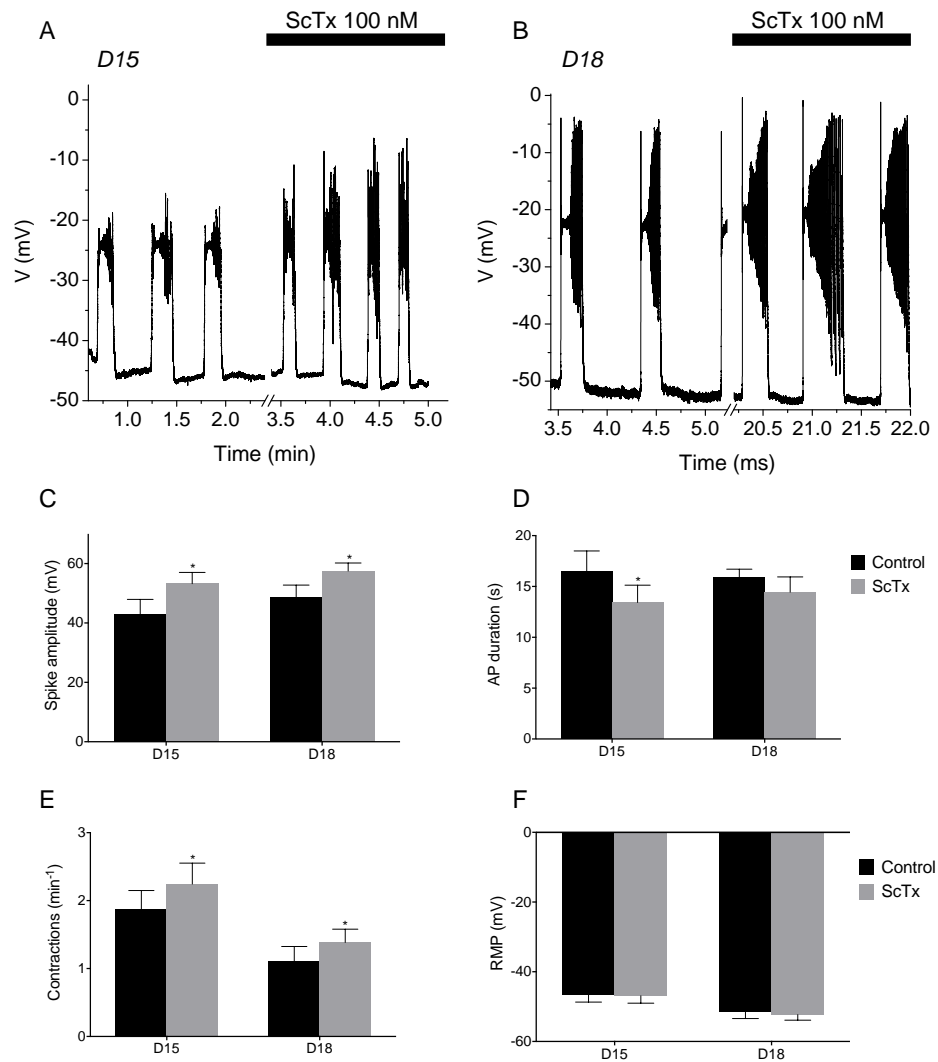 A
ScTx 100 nM
D15
0
-10
-20
-30
-40
-50
V (mV)
1.0 1.5 2.0 3.5 4.0 4.5 5.0
Time (min)
B
ScTx 100 nM
D18
0
-10
-20
-30
-40
-50
V (mV)
3.5 4.0 4.5 5.0 20.5 21.0 21.5 22.0
Time (ms)
C
60
40
20
0
Spike amplitude (mV)
*
*
D15 D18
D
20
15
10
5
0
AP duration (s)
*
D15 D18
Control
ScTx
E
3
2
1
0
Contractions (min-1)
*
*
D15 D18
F
0
-20
-40
-60
RMP (mV)
D15 D18
Control
ScTx